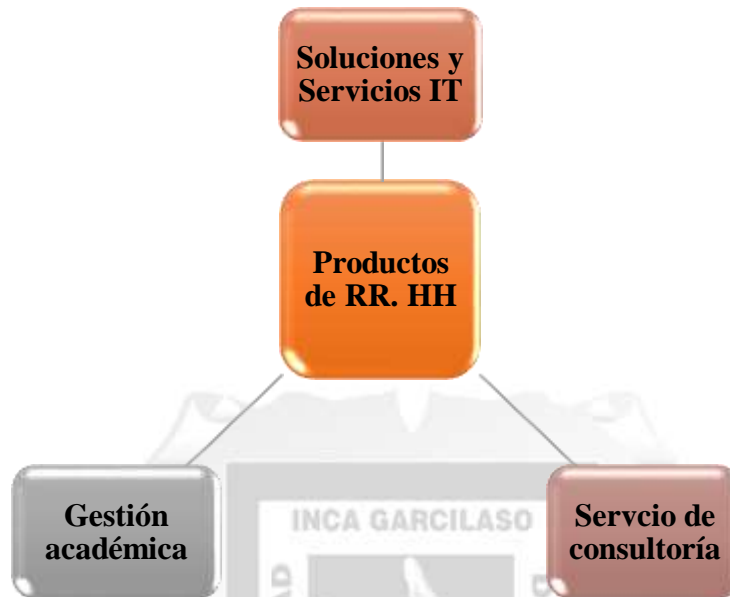 Soluciones y
Servicios IT
Productos
de RR. HH
INCA GARCILASO
Gestión
académica
Servcio de
consultoría